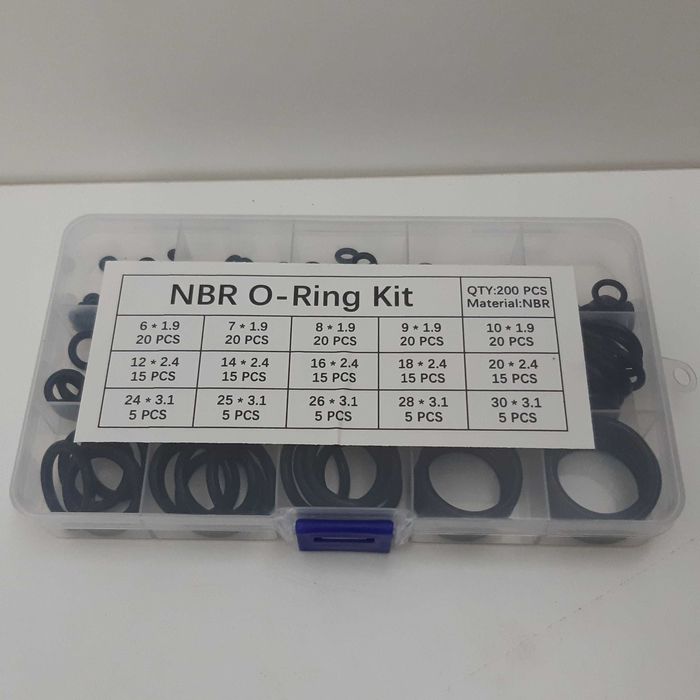 NBR O-Ring Kit
QTY:200 PCS
Material:NBR
6 * 1.9
20 PCS
7 * 1.9
20 PCS
8 * 1.9
20 PCS
9 * 1.9
20 PCS
10 * 1.9
20 PCS
12 * 2.4
15 PCS
14 * 2.4
15 PCS
16 * 2.4
15 PCS
18 * 2.4
15 PCS
20 * 2.4
15 PCS
24 * 3.1
5 PCS
25 * 3.1
5 PCS
26 * 3.1
5 PCS
28 * 3.1
5 PCS
30 * 3.1
5 PCS